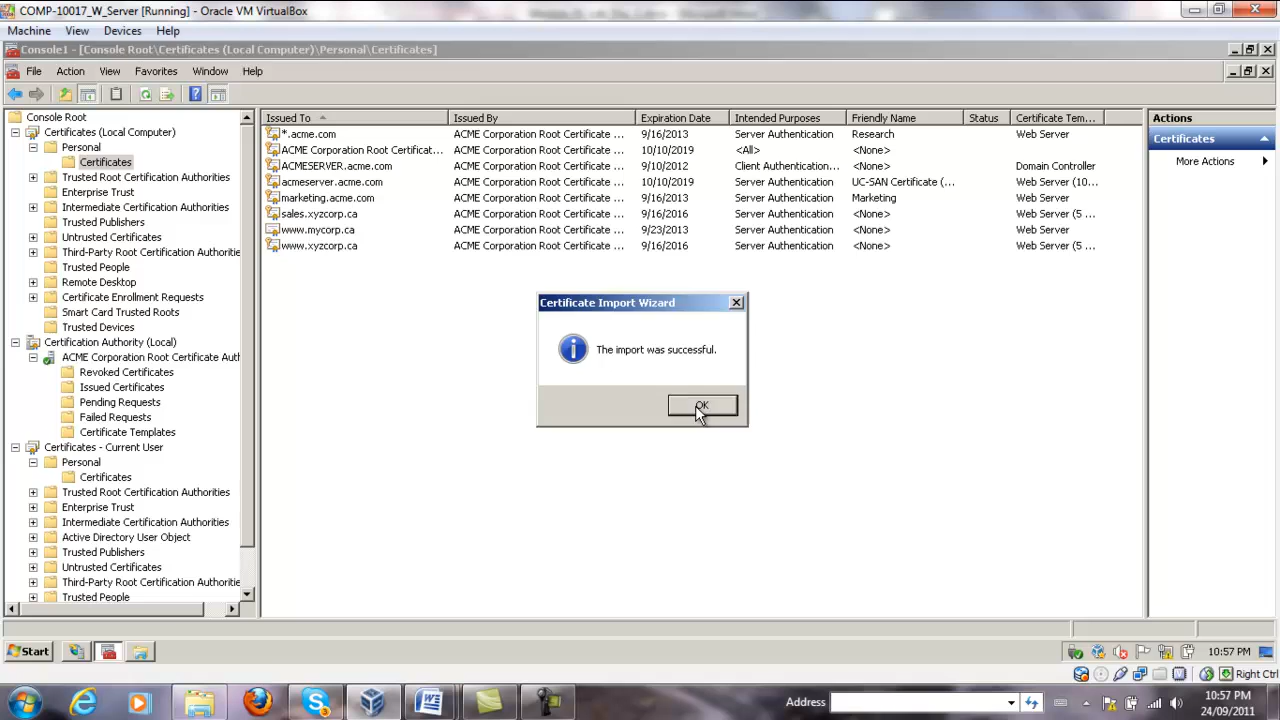 COMP-10017_W_Server [Running] - Oracle VM VirtualBox
Machine View Devices Help
Console1 - [Console Root\Certificates (Local Computer)\Personal\Certificates]
File Action View Favorites Window Help
Console Root
Certificates (Local Computer)
Personal
Certificates
Trusted Root Certification Authorities
Enterprise Trust
Intermediate Certification Authorities
Trusted Publishers
Untrusted Certificates
Third-Party Root Certification Authoritie
Trusted People
Remote Desktop
Certificate Enrollment Requests
Smart Card Trusted Roots
Trusted Devices
Certification Authority (Local)
ACME Corporation Root Certificate Auth
Revoked Certificates
Issued Certificates
Pending Requests
Failed Requests
Certificate Templates
Certificates - Current User
Personal
Certificates
Trusted Root Certification Authorities
Enterprise Trust
Intermediate Certification Authorities
Active Directory User Object
Trusted Publishers
Untrusted Certificates
Third-Party Root Certification Authoritie
Trusted People
Issued To Issued By Expiration Date Intended Purposes Friendly Name Status Certificate Tem...
*.acme.com ACME Corporation Root Certificate ... 9/16/2013 Server Authentication Research Web Server
ACME Corporation Root Certificat... ACME Corporation Root Certificate ... 10/10/2019 <All> <None>
ACMESERVER.acme.com ACME Corporation Root Certificate ... 9/10/2012 Client Authentication... <None> Domain Controller
acmeserver.acme.com ACME Corporation Root Certificate ... 10/10/2019 Server Authentication UC-SAN Certificate (... Web Server (10...
marketing.acme.com ACME Corporation Root Certificate ... 9/16/2013 Server Authentication Marketing Web Server
sales.xyzcorp.ca ACME Corporation Root Certificate ... 9/16/2016 Server Authentication <None> Web Server (5 ...
www.mycorp.ca ACME Corporation Root Certificate ... 9/23/2013 Server Authentication <None> Web Server
www.xyzcorp.ca ACME Corporation Root Certificate ... 9/16/2016 Server Authentication <None> Web Server (5 ...
Certificate Import Wizard
The import was successful.
OK
Actions
Certificates
More Actions
Start
10:57 PM
Right Ctrl
Address
10:57 PM
24/09/2011